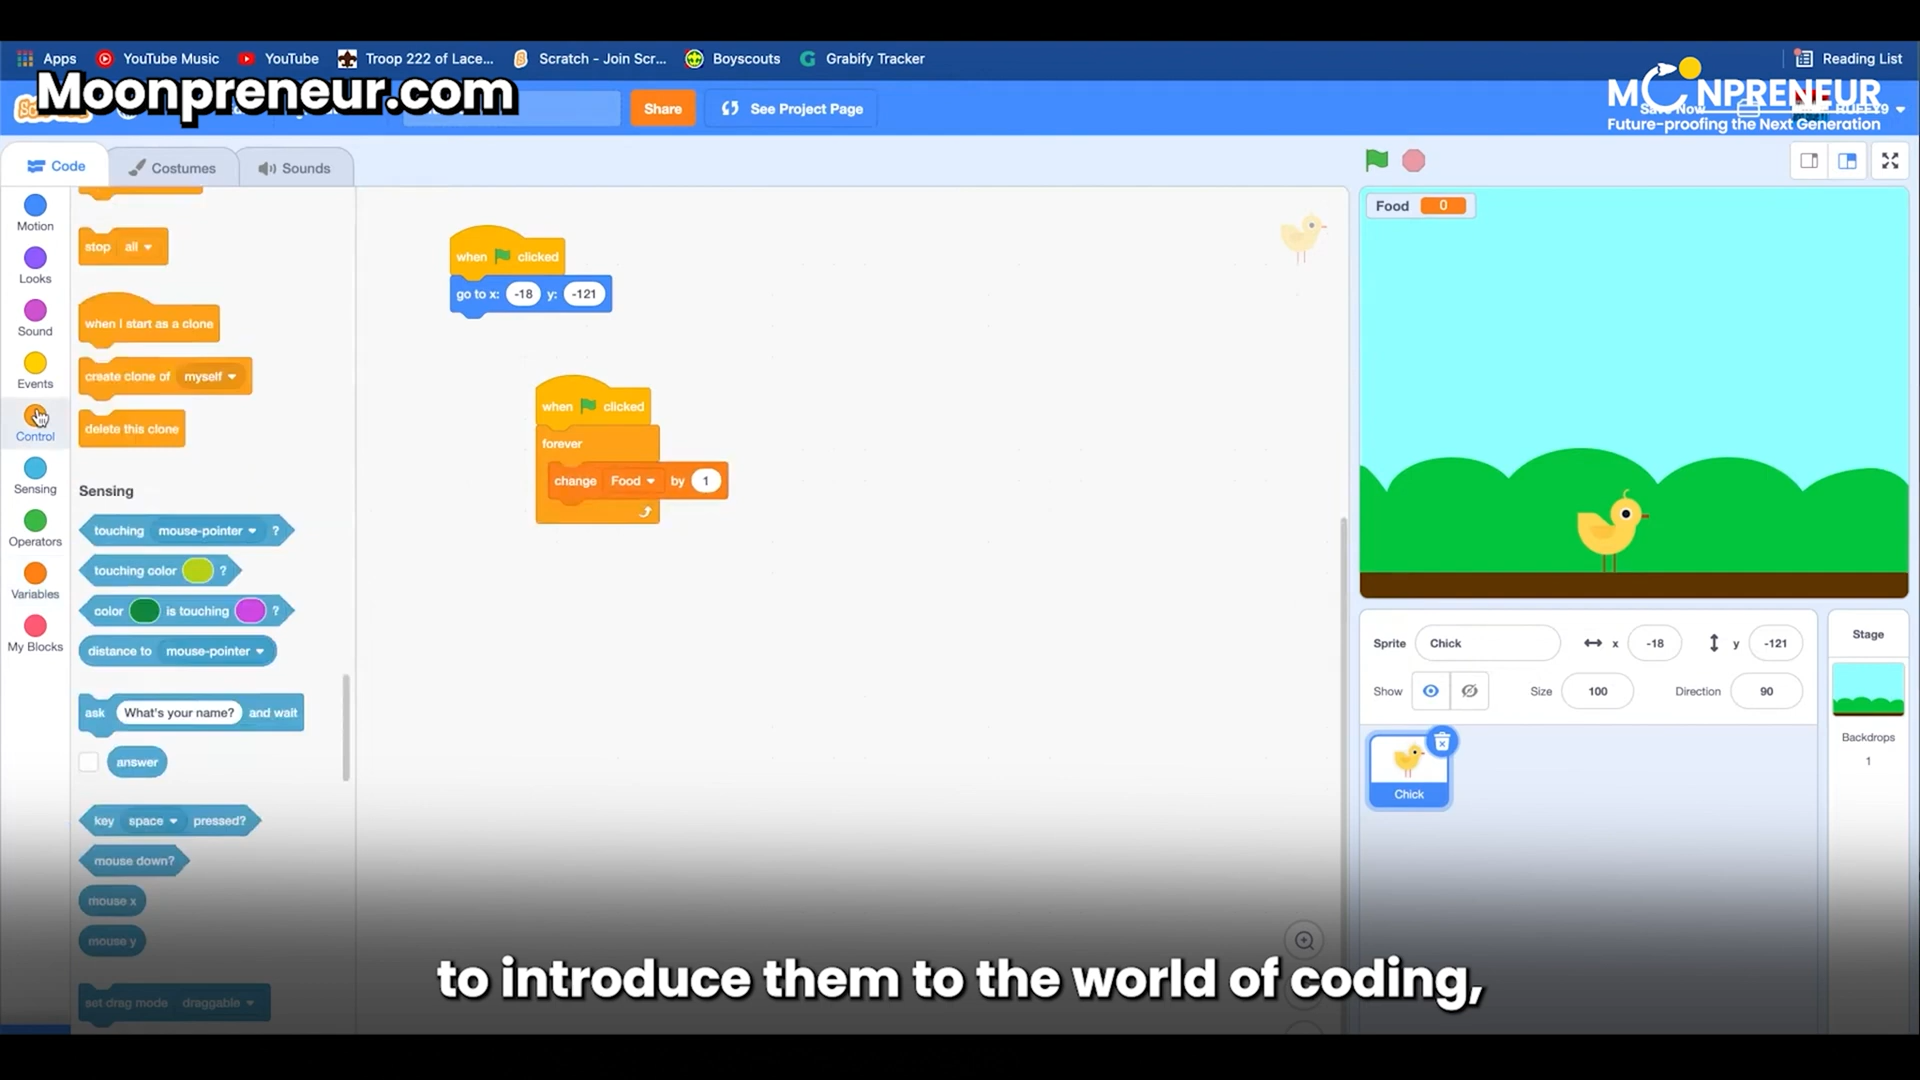 Apps YouTube Music YouTube Troop 222 of Lace... Scratch - Join Scr... Boyscouts Grabify Tracker Reading List
Moonpreneur.com
Share See Project Page
MOONPRENEUR
Future-proofing the Next Generation
Code Costumes Sounds
Motion
Looks
Sound
Events
Control
Sensing
Operators
Variables
My Blocks
stop all
when I start as a clone
create clone of myself
delete this clone
Sensing
touching mouse-pointer ?
touching color ?
color is touching ?
distance to mouse-pointer
ask What's your name? and wait
answer
key space pressed?
mouse down?
mouse x
mouse y
set drag mode draggable
when clicked
go to x: -18 y: -121
when clicked
forever
change Food by 1
Food 0
Sprite Chick x -18 y -121
Show Size 100 Direction 90
Chick
Stage
Backdrops
1
to introduce them to the world of coding,